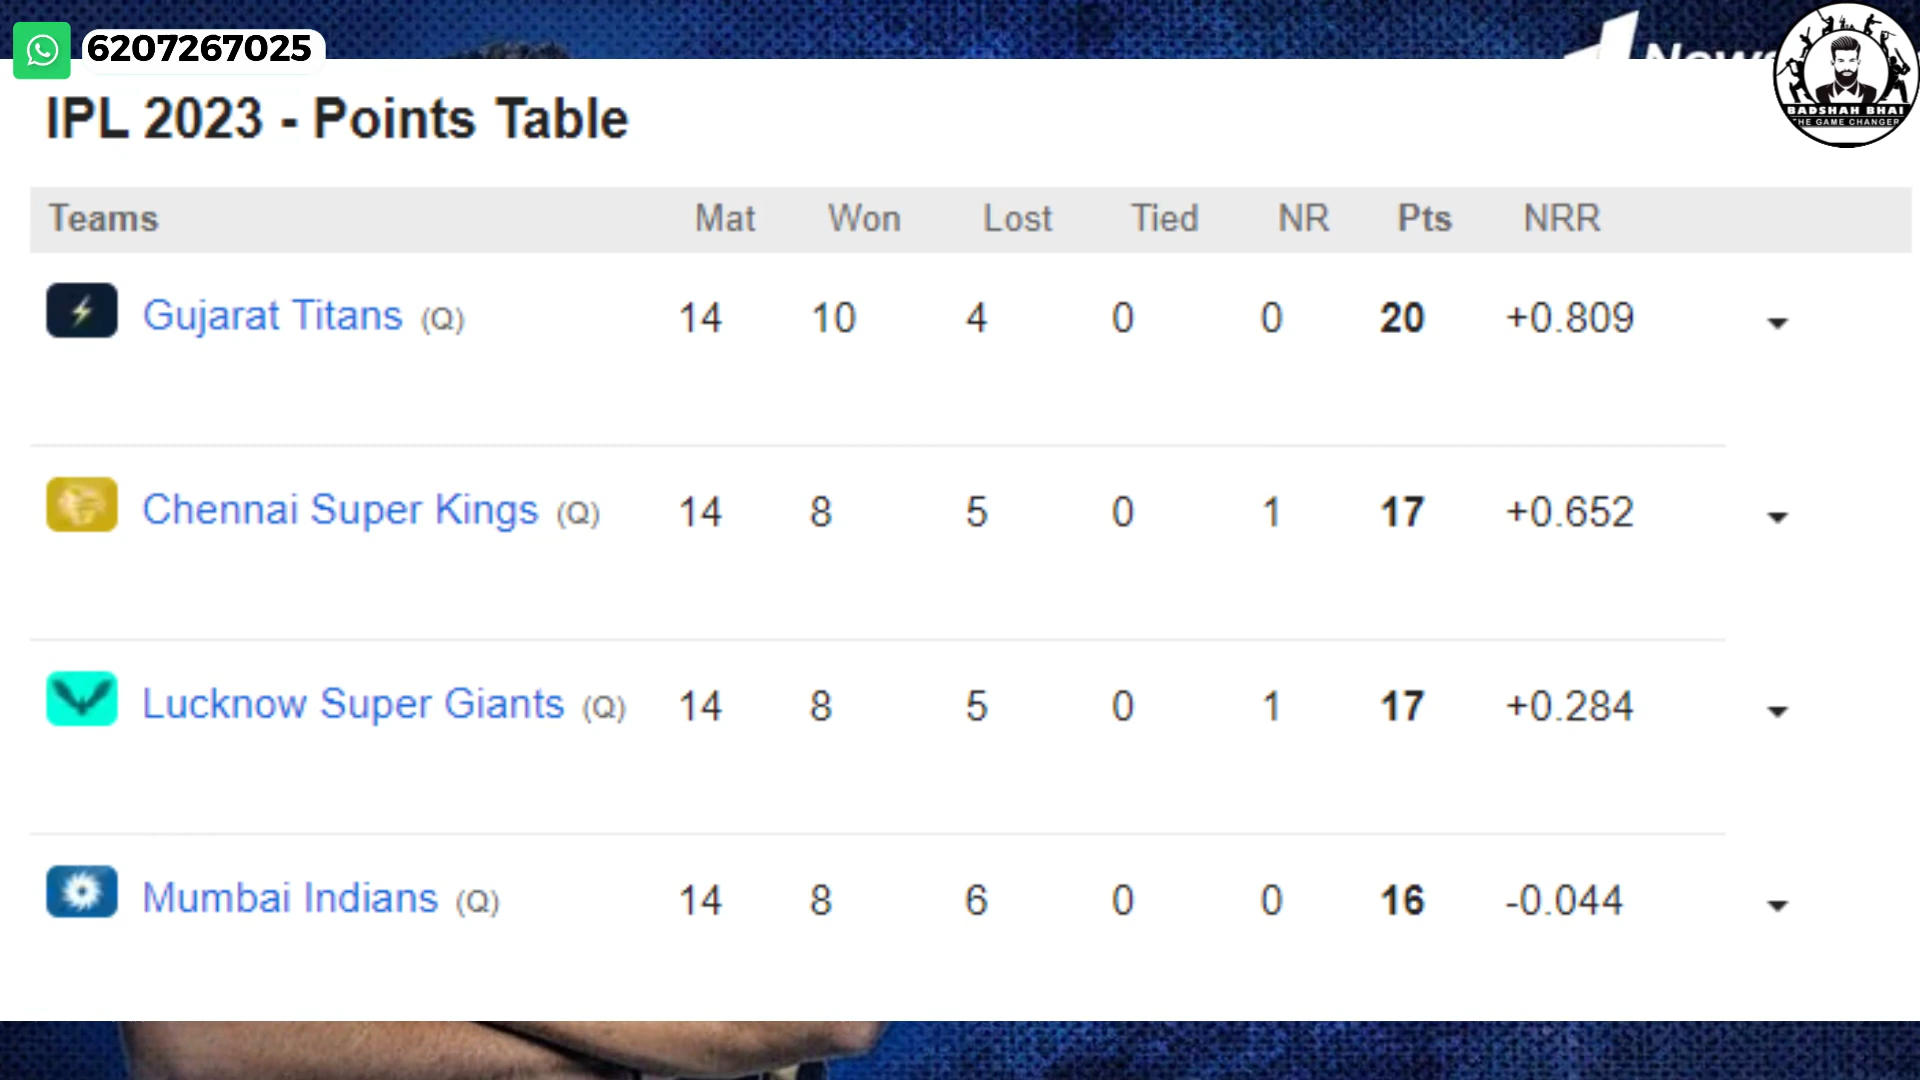 6207267025
BADSHAH BHAI
THE GAME CHANGER
IPL 2023 - Points Table
Teams Mat Won Lost Tied NR Pts NRR
Gujarat Titans (Q) 14 10 4 0 0 20 +0.809
Chennai Super Kings (Q) 14 8 5 0 1 17 +0.652
Lucknow Super Giants (Q) 14 8 5 0 1 17 +0.284
Mumbai Indians (Q) 14 8 6 0 0 16 -0.044